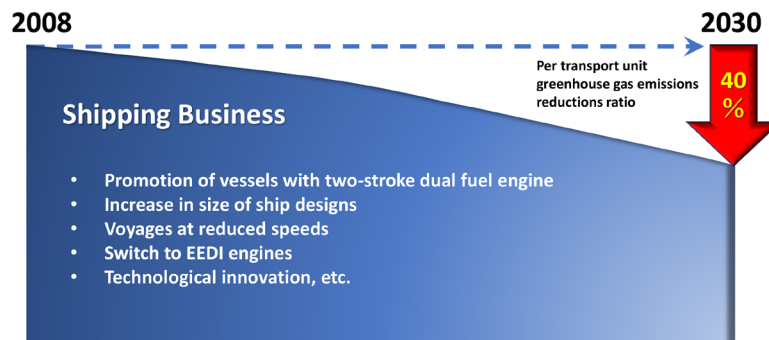 2008
2030
Per transport unit
greenhouse gas emissions
reductions ratio
40
%
Shipping Business
• Promotion of vessels with two-stroke dual fuel engine
• Increase in size of ship designs
• Voyages at reduced speeds
• Switch to EEDI engines
• Technological innovation, etc.